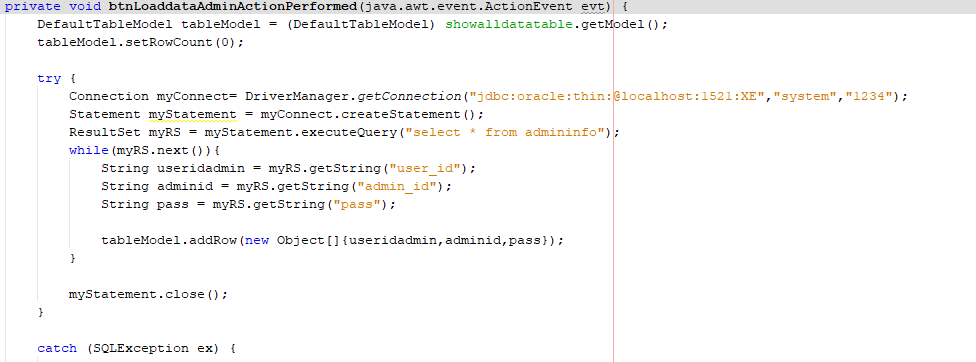 private void btnLoaddataAdminActionPerformed(java.awt.event.ActionEvent evt) {
DefaultTableModel tableModel = (DefaultTableModel) showalldatatable.getModel();
tableModel.setRowCount(0);
try {
Connection myConnect= DriverManager.getConnection("jdbc:oracle:thin:@localhost:1521:XE","system","1234");
Statement myStatement = myConnect.createStatement();
ResultSet myRS = myStatement.executeQuery("select * from admininfo");
while(myRS.next()){
String useridadmin = myRS.getString("user_id");
String adminid = myRS.getString("admin_id");
String pass = myRS.getString("pass");
tableModel.addRow(new Object[]{useridadmin,adminid,pass});
}
myStatement.close();
}
catch (SQLException ex) {